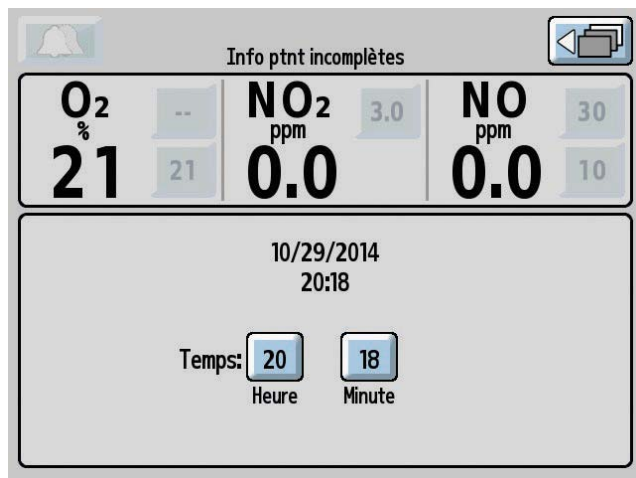 Info ptnt incomplètes
O2 % -- 21 21
NO2 ppm 3.0 0.0
NO ppm 30 0.0 10
10/29/2014
20:18
Temps: 20 18
Heure Minute